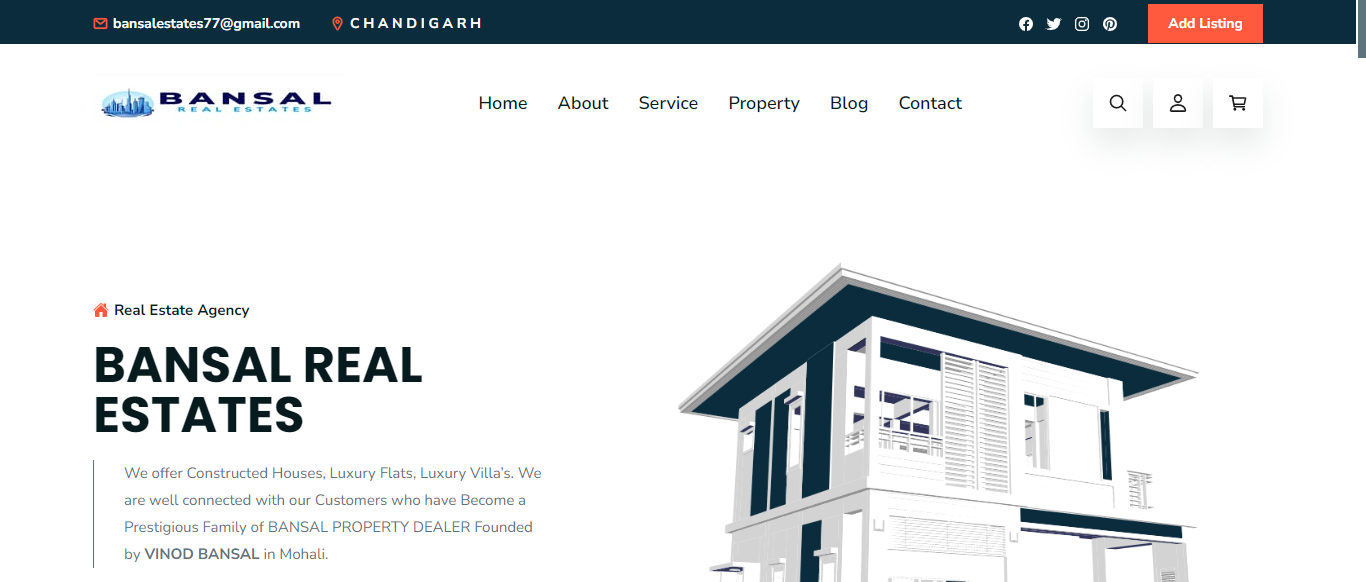 bansalestates77@gmail.com
CHANDIGARH
Add Listing
BANSAL
REAL ESTATES
Home
About
Service
Property
Blog
Contact
Real Estate Agency
BANSAL REAL
ESTATES
We offer Constructed Houses, Luxury Flats, Luxury Villa's. We
are well connected with our Customers who have Become a
Prestigious Family of BANSAL PROPERTY DEALER Founded
by VINOD BANSAL in Mohali.